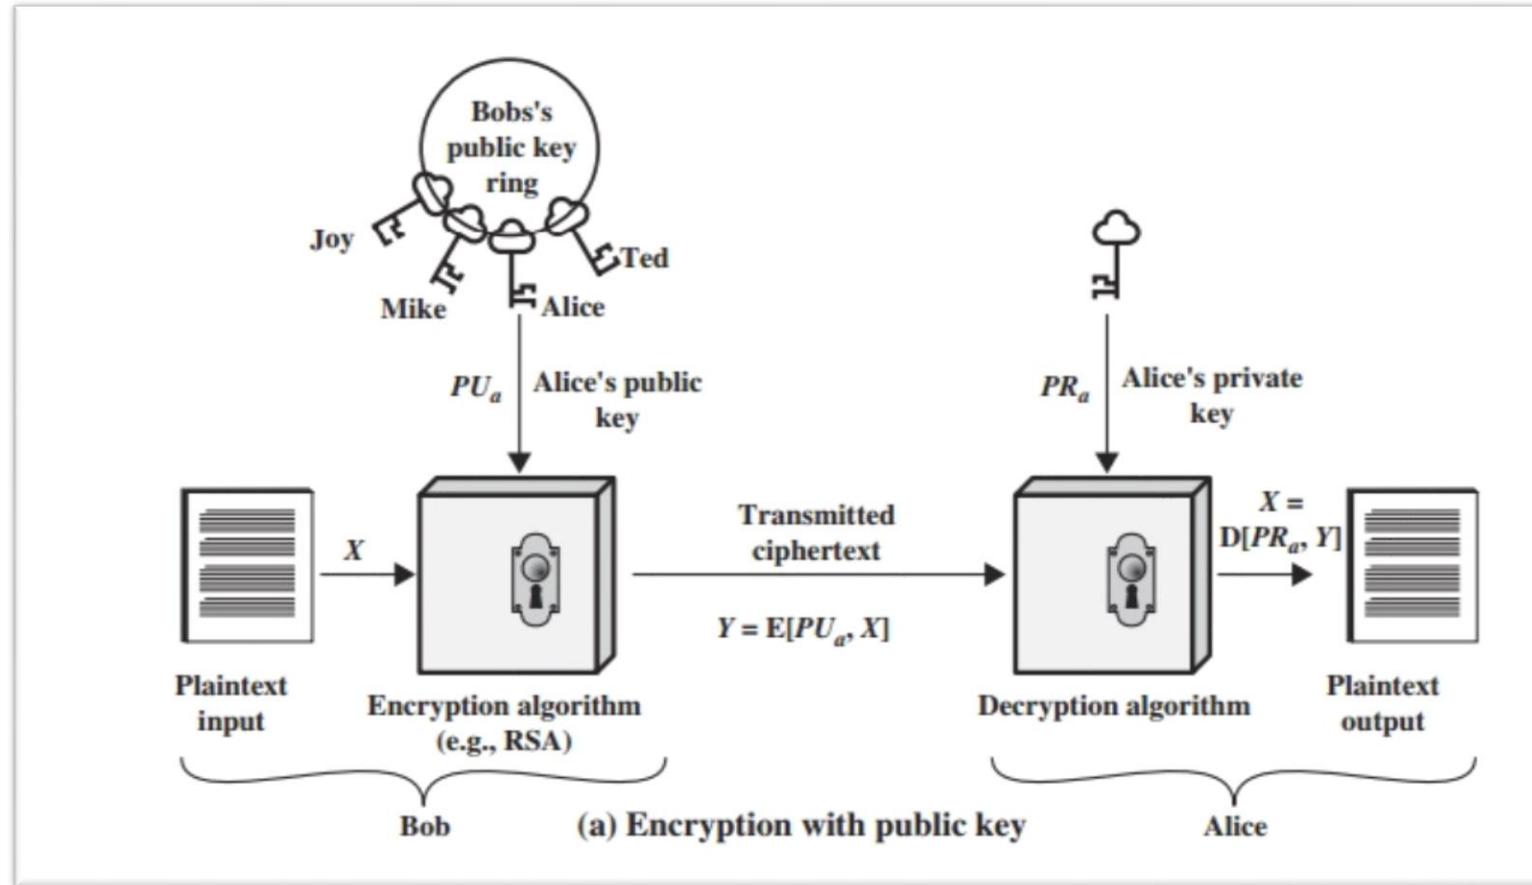 Bobs's
public key
ring
Joy
Ted
Mike
Alice
PUa
Alice's public
key
PRa
Alice's private
key
X
Transmitted
ciphertext
Y = E[PUa, X]
X =
D[PRa, Y]
Plaintext
input
Encryption algorithm
(e.g., RSA)
Decryption algorithm
Plaintext
output
Bob
(a) Encryption with public key
Alice